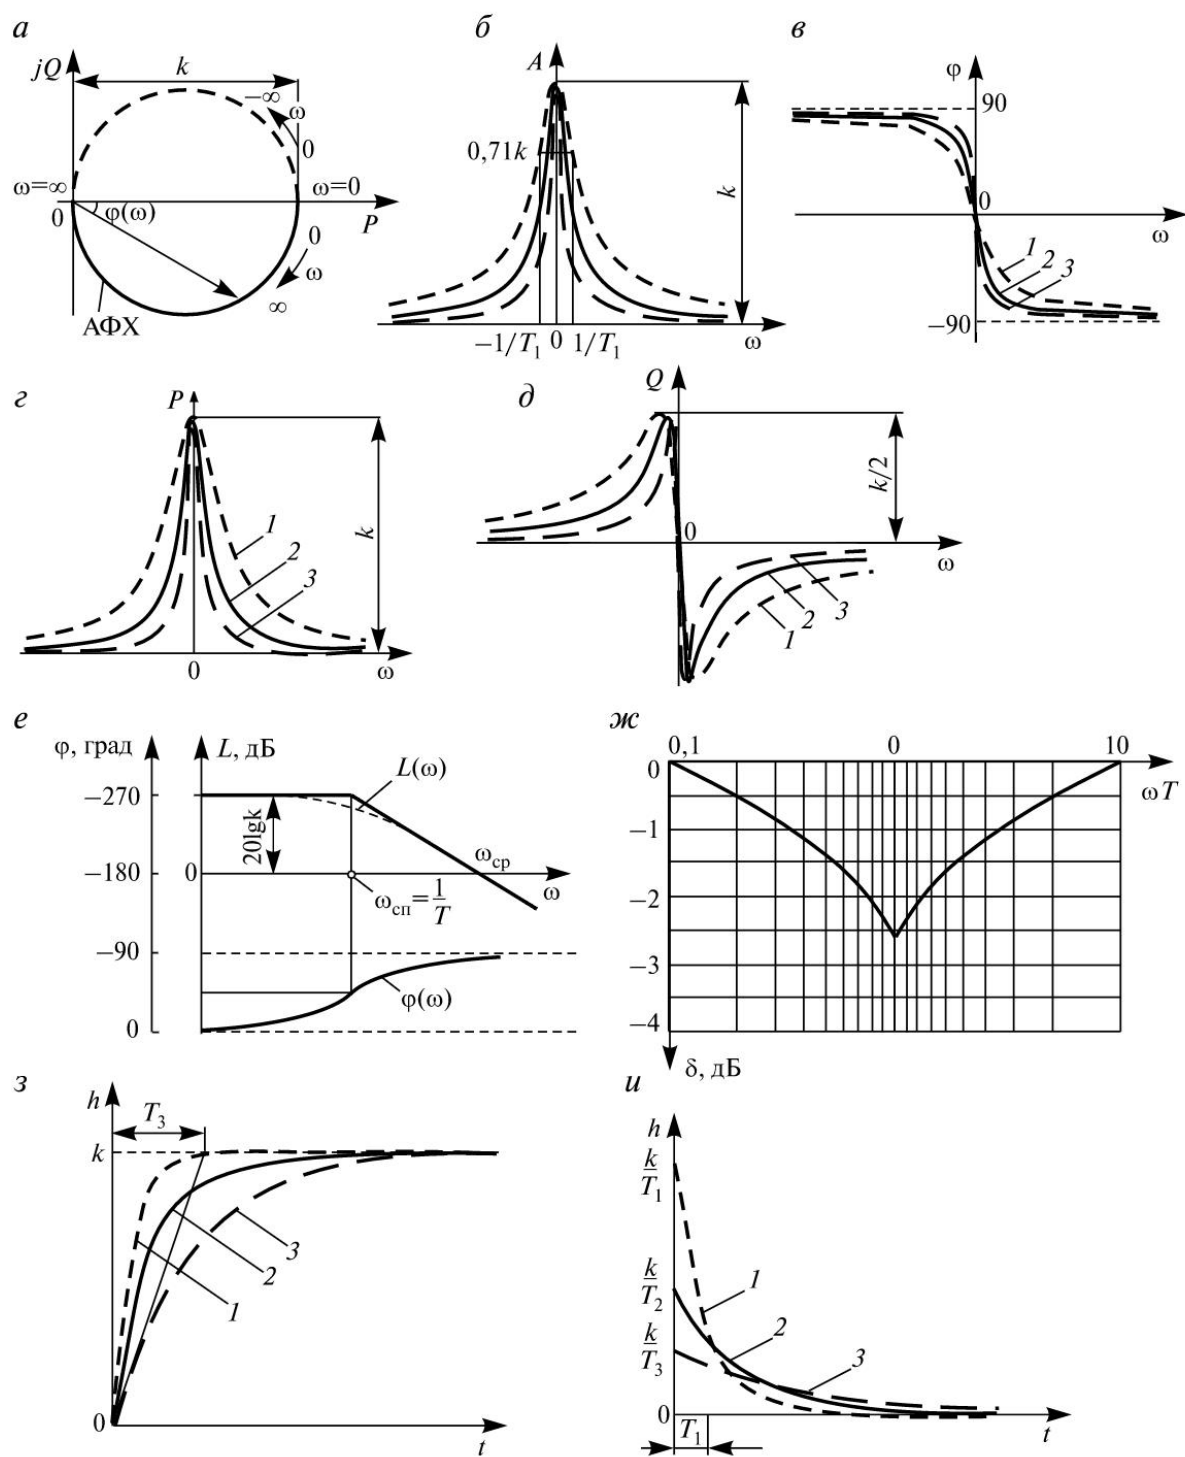 а
jQ
k
−∞
ω
0
ω=∞
ω=0
0
φ(ω)
P
0
ω
∞
АФХ
б
A
0,71k
k
−1/T₁ 0 1/T₁ ω
в
φ
90
0
ω
1
2
3
−90
г
P
k
1
2
3
0
ω
д
Q
k/2
0
ω
3
2
1
е
φ, град
L, дБ
L(ω)
−270
20lgk
ω_ср
−180
0
ω
ω_сп = 1/T
−90
φ(ω)
0
ж
0,1 0 10
0
ωT
−1
−2
−3
−4
δ, дБ
з
h
T₃
k
3
2
1
0
t
и
h
k/T₁
k/T₂
1
2
k/T₃
3
0
T₁
t